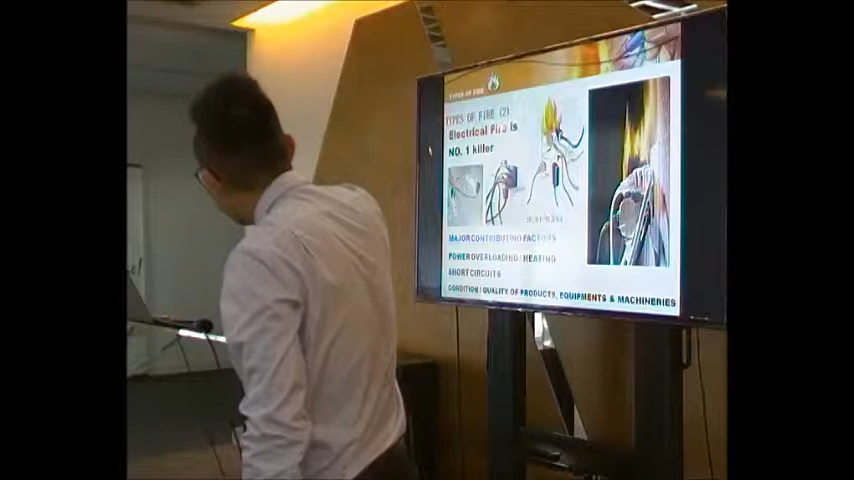 TYPES OF FIRE
TYPES OF FIRE (2)
Electrical Fire is
NO. 1 killer
MAJOR CONTRIBUTING FACTORS
POWER OVERLOADING / HEATING
SHORT CIRCUITS
CONDITION / QUALITY OF PRODUCTS, EQUIPMENTS & MACHINERIES